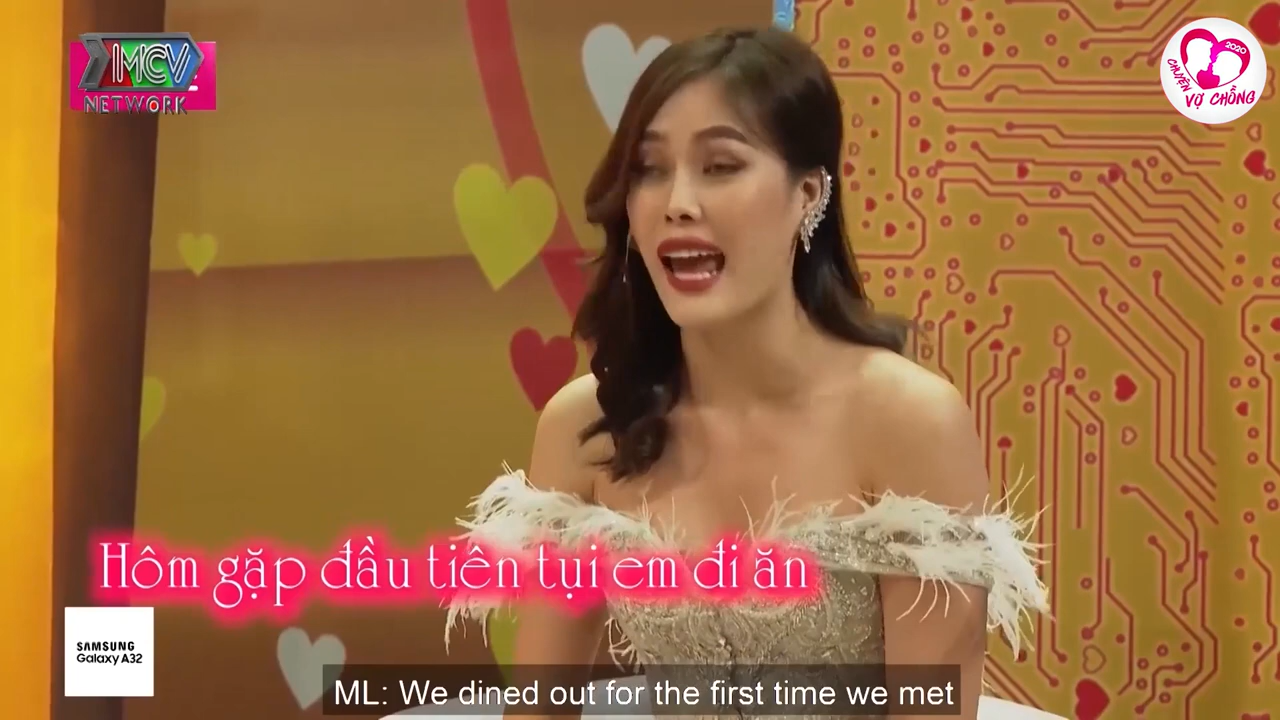 MCV
NETWORK
2020
CHUYỆN
VỢ CHỒNG
Hôm gặp đầu tiên tụi em đi ăn
SAMSUNG
Galaxy A32
ML: We dined out for the first time we met